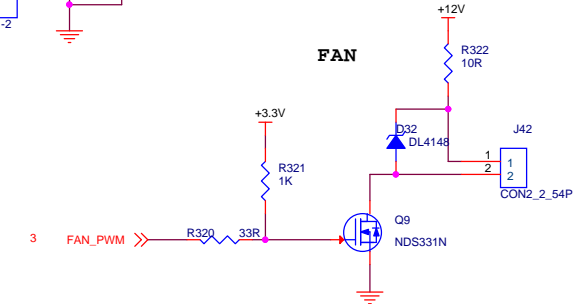 -2
+12V
FAN
R322
10R
+3.3V
D32
DL4148
J42
1 1
2 2
CON2_2_54P
R321
1K
Q9
NDS331N
3 FAN_PWM R320 33R